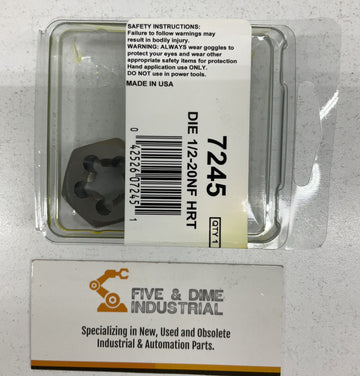 SAFETY INSTRUCTIONS:
Failure to follow warnings may
result in bodily injury.
WARNING: ALWAYS wear goggles to
protect your eyes and wear other
appropriate safety items for protection
Hand application use ONLY.
DO NOT use in power tools.
MADE IN USA
7245
QTY 1
DIE 1/2-20NF HRT
0 42526 07245 1
FIVE & DIME
INDUSTRIAL
Specializing in New, Used and Obsolete
Industrial & Automation Parts.